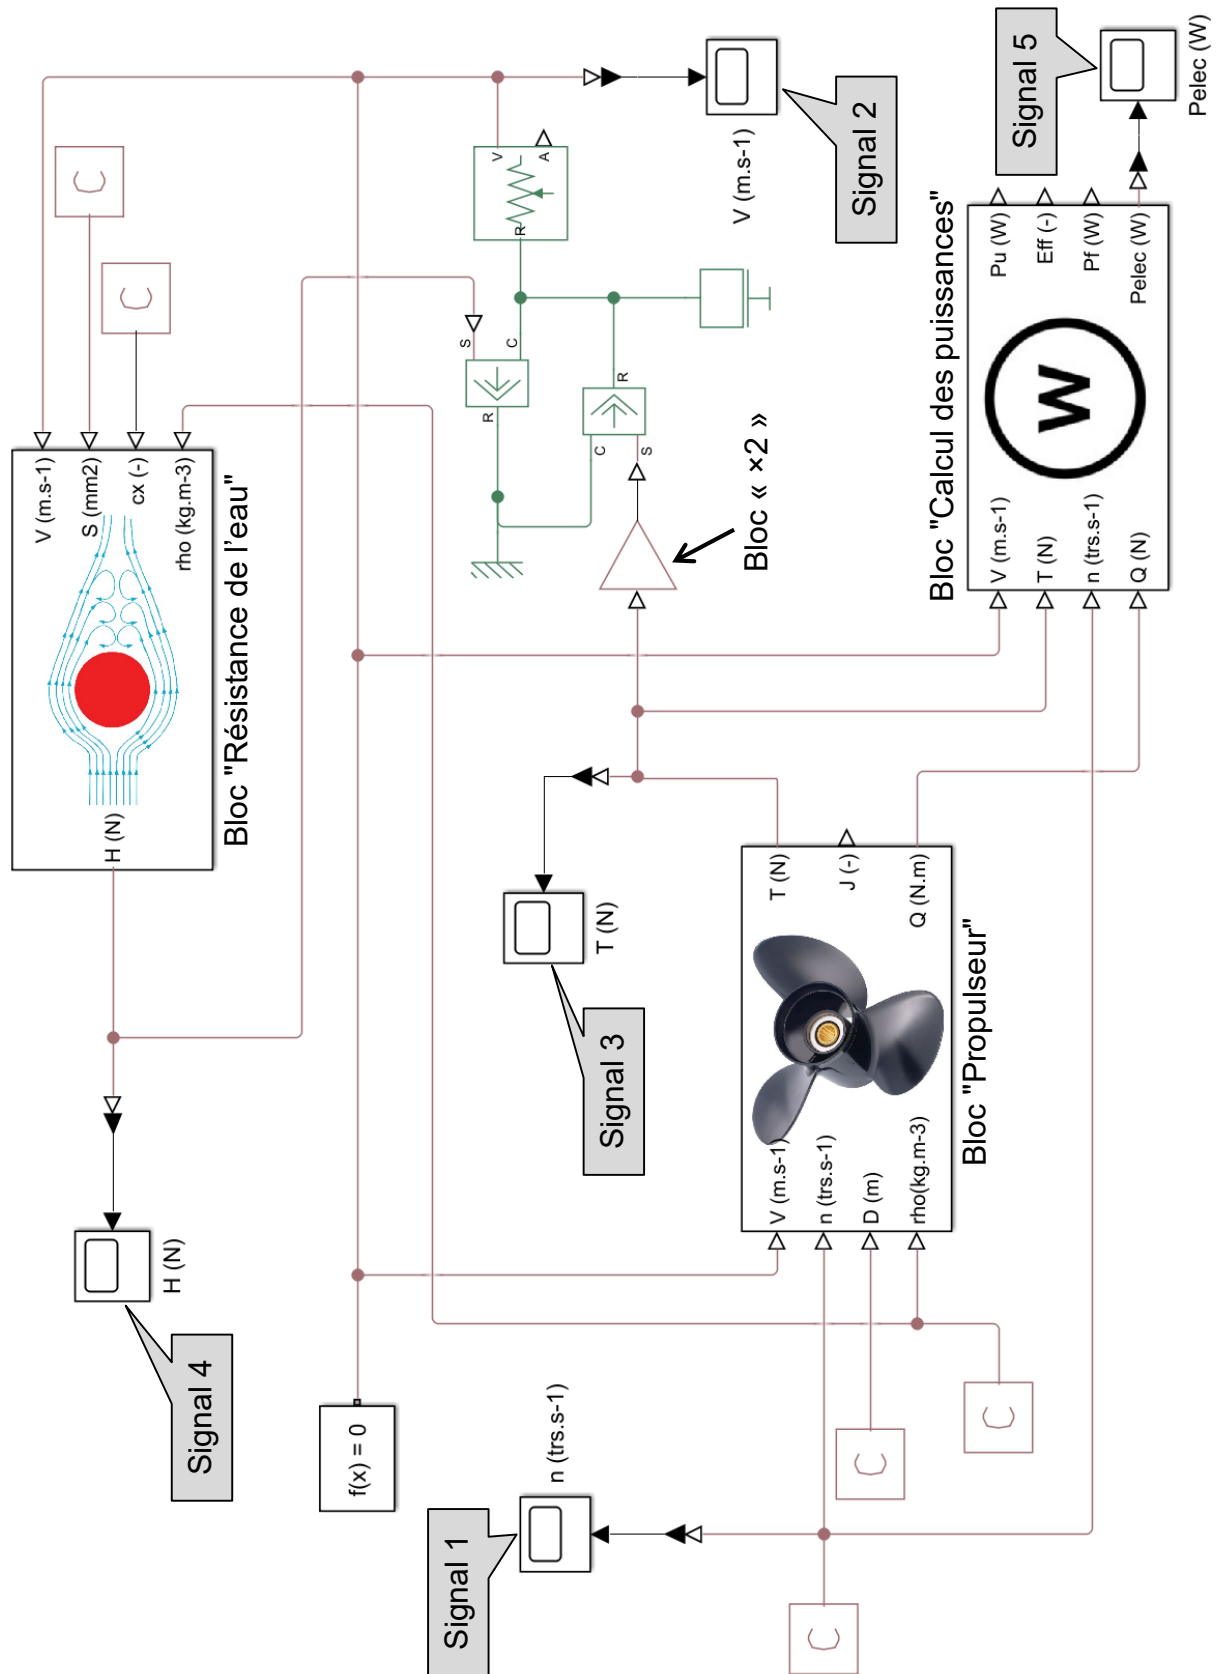 Signal 4
H (N)
H (N)
V (m.s-1)
S (mm2)
cx (-)
rho (kg.m-3)
Bloc "Résistance de l'eau"
C
C
f(x) = 0
Signal 1
n (trs.s-1)
Signal 3
T (N)
S
R
C
V
R
A
C
R
S
Bloc « ×2 »
V (m.s-1)
Signal 2
C
C
C
V (m.s-1)
n (trs.s-1)
D (m)
rho(kg.m-3)
T (N)
J (-)
Q (N.m)
Bloc "Propulseur"
Bloc "Calcul des puissances"
V (m.s-1)
T (N)
n (trs.s-1)
Q (N)
W
Pu (W)
Eff (-)
Pf (W)
Pelec (W)
Signal 5
Pelec (W)